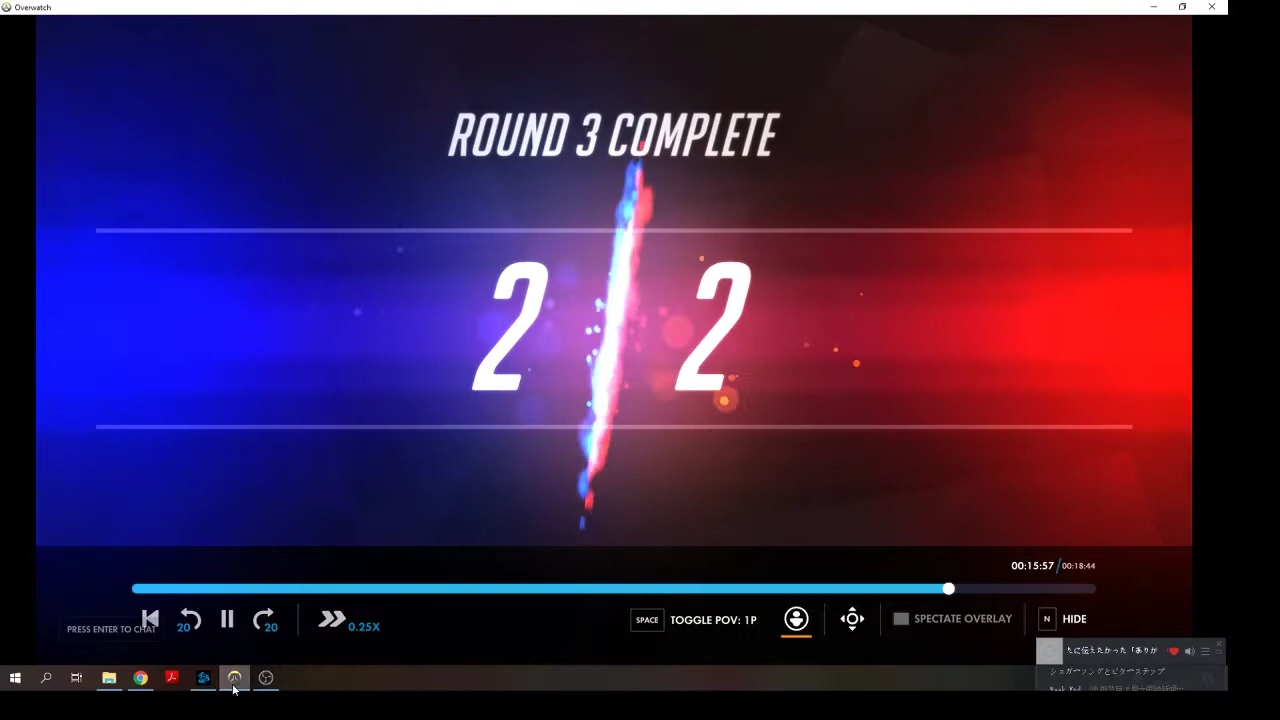 Overwatch
ROUND 3 COMPLETE
2 2
00:15:57 / 00:18:44
20 20 0.25X
SPACE TOGGLE POV: 1P SPECTATE OVERLAY N HIDE
PRESS ENTER TO CHAT
たに伝えたかった「ありが
シュガーソングとビターステップ